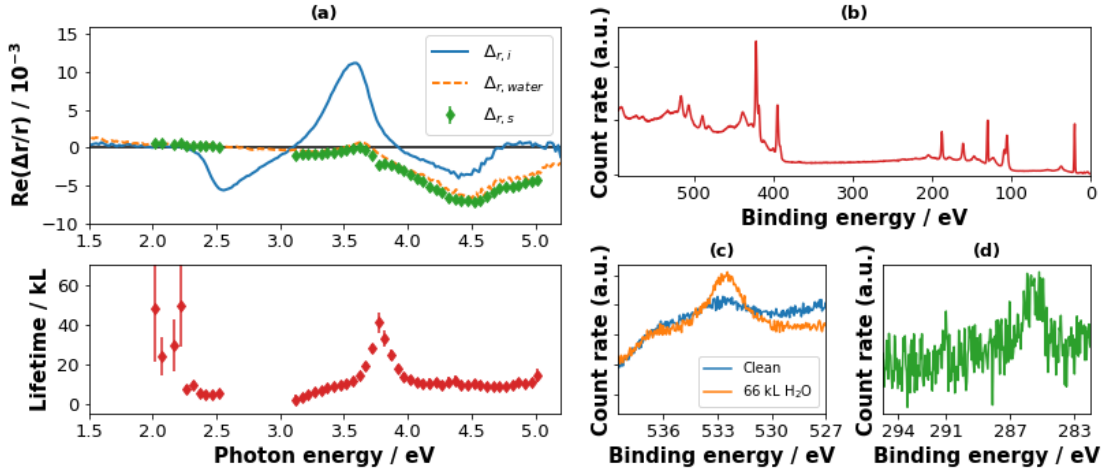 (a)
Re(Δr/r) / 10⁻³
15
10
5
0
−5
−10
Δr, i
Δr, water
Δr, s
1.5 2.0 2.5 3.0 3.5 4.0 4.5 5.0
Lifetime / kL
60
40
20
0
1.5 2.0 2.5 3.0 3.5 4.0 4.5 5.0
Photon energy / eV
(b)
Count rate (a.u.)
500 400 300 200 100 0
Binding energy / eV
(c)
Count rate (a.u.)
Clean
66 kL H₂O
536 533 530 527
Binding energy / eV
(d)
Count rate (a.u.)
294 291 287 283
Binding energy / eV